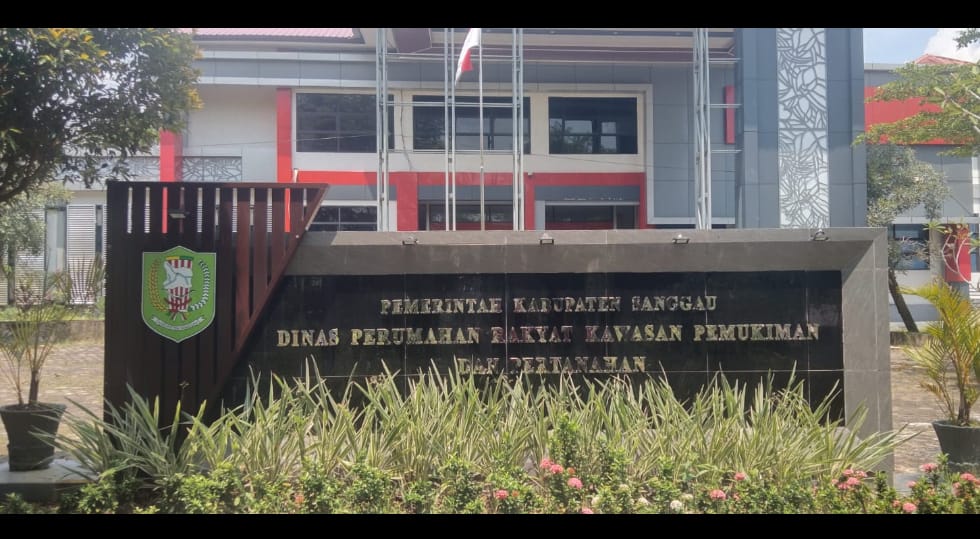 PEMERINTAH KABUPATEN SANGGAU
DINAS PERUMAHAN RAKYAT KAWASAN PEMUKIMAN
DAN PERTANAHAN